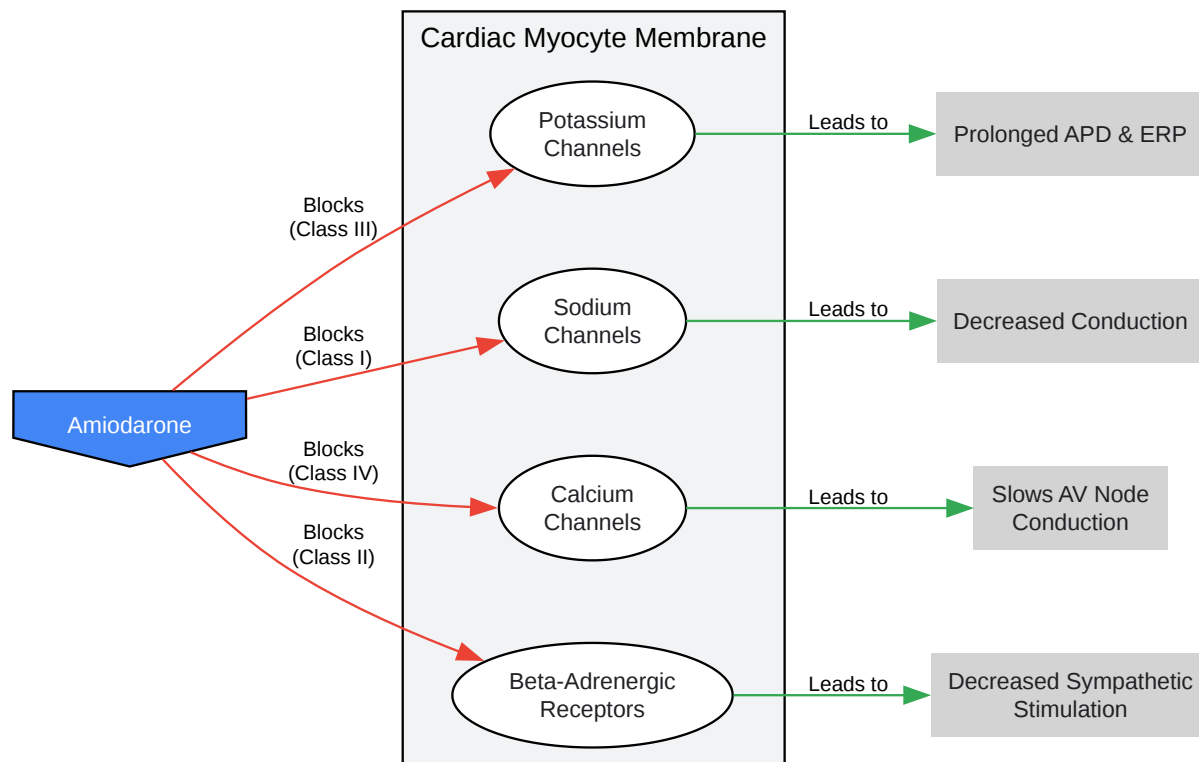 Cardiac Myocyte Membrane
Potassium
Channels
Leads to
Prolonged APD & ERP
Blocks
(Class III)
Sodium
Channels
Leads to
Decreased Conduction
Blocks
(Class I)
Amiodarone
Blocks
(Class IV)
Calcium
Channels
Leads to
Slows AV Node
Conduction
Blocks
(Class II)
Beta-Adrenergic
Receptors
Leads to
Decreased Sympathetic
Stimulation